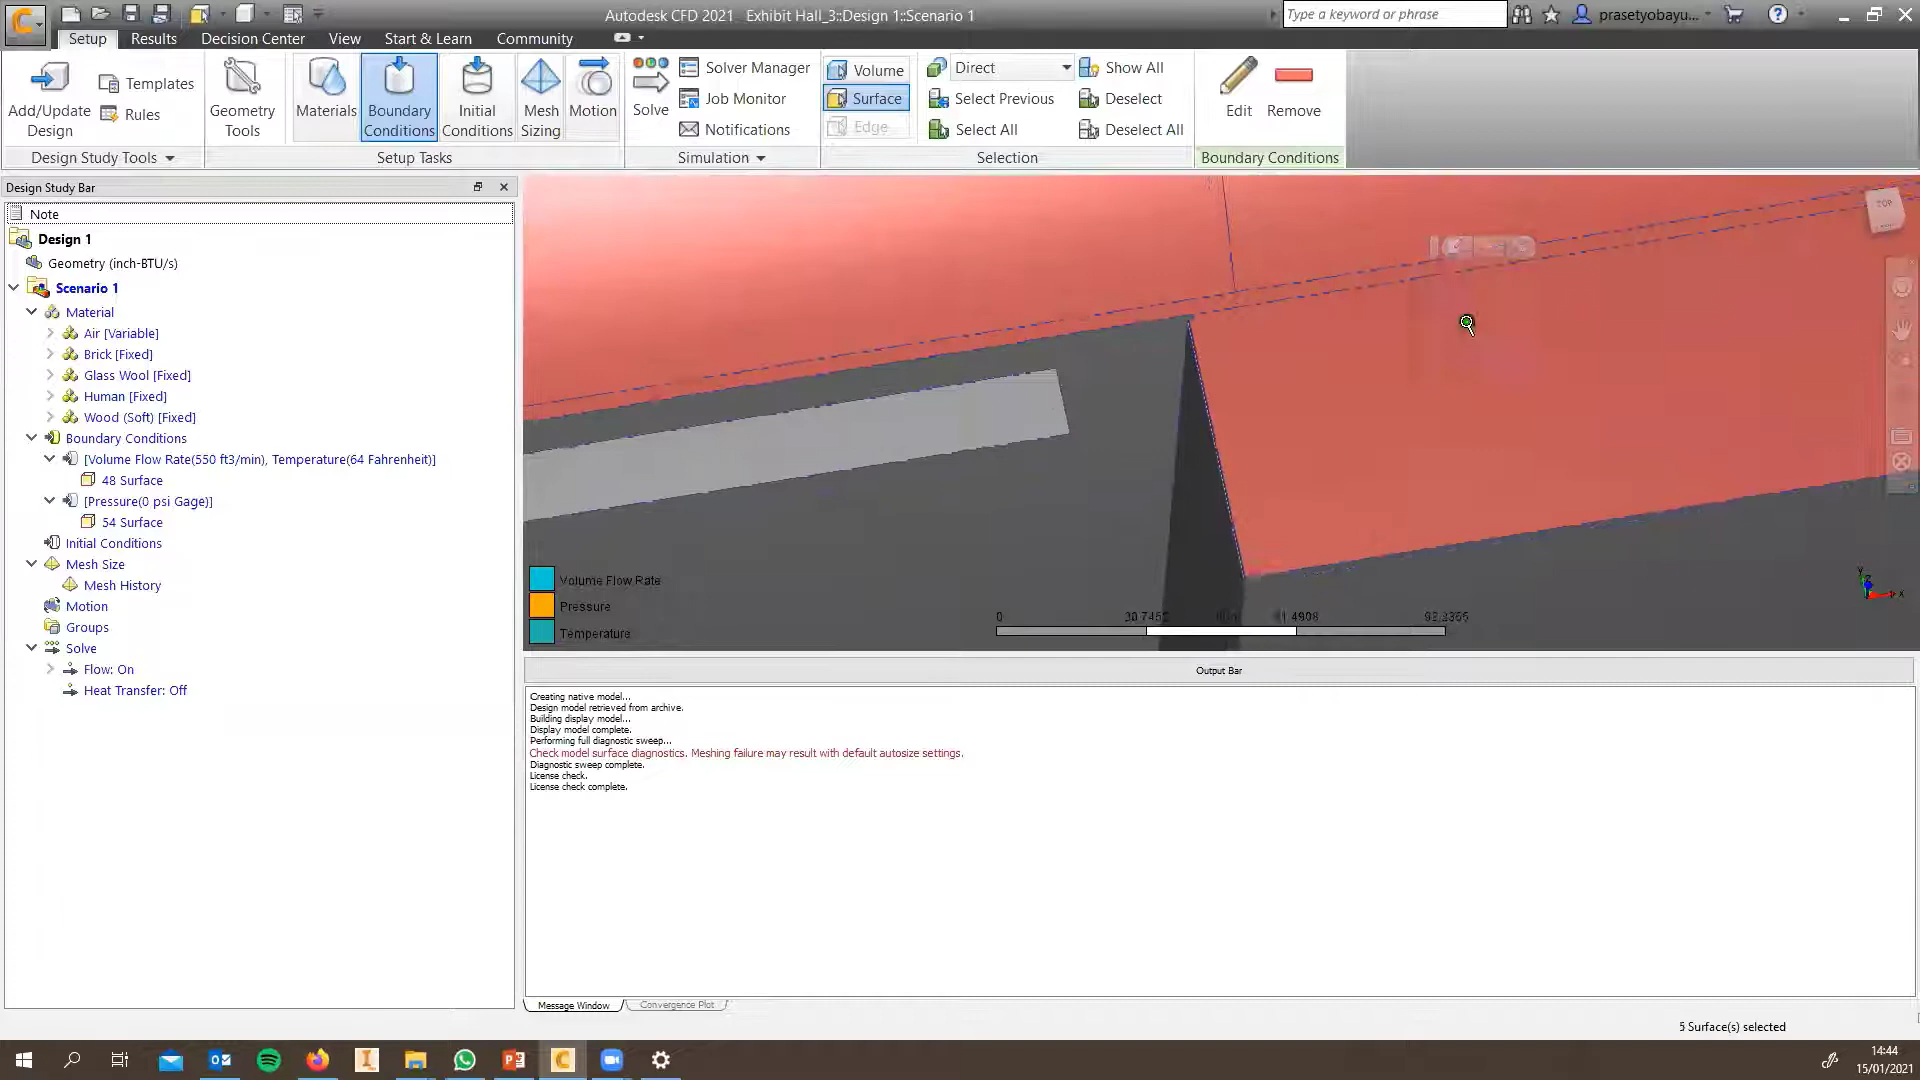 Autodesk CFD 2021   Exhibit Hall_3::Design 1::Scenario 1
Type a keyword or phrase
prasetyobayu...
Setup
Results
Decision Center
View
Start & Learn
Community
Add/Update
Design
Templates
Rules
Design Study Tools
Geometry
Tools
Materials
Boundary
Conditions
Initial
Conditions
Mesh
Sizing
Motion
Setup Tasks
Solve
Solver Manager
Job Monitor
Notifications
Simulation
Volume
Surface
Edge
Direct
Select Previous
Select All
Show All
Deselect
Deselect All
Selection
Edit
Remove
Boundary Conditions
Design Study Bar
Note
Design 1
Geometry (inch-BTU/s)
Scenario 1
Material
Air [Variable]
Brick [Fixed]
Glass Wool [Fixed]
Human [Fixed]
Wood (Soft) [Fixed]
Boundary Conditions
[Volume Flow Rate(550 ft3/min), Temperature(64 Fahrenheit)]
48 Surface
[Pressure(0 psi Gage)]
54 Surface
Initial Conditions
Mesh Size
Mesh History
Motion
Groups
Solve
Flow: On
Heat Transfer: Off
TOP
Volume Flow Rate
Pressure
Temperature
0
Output Bar
Creating native model...
Design model retrieved from archive.
Building display model...
Display model complete.
Performing full diagnostic sweep...
Check model surface diagnostics. Meshing failure may result with default autosize settings.
Diagnostic sweep complete.
License check.
License check complete.
Message Window
Convergence Plot
5 Surface(s) selected
14:44
15/01/2021